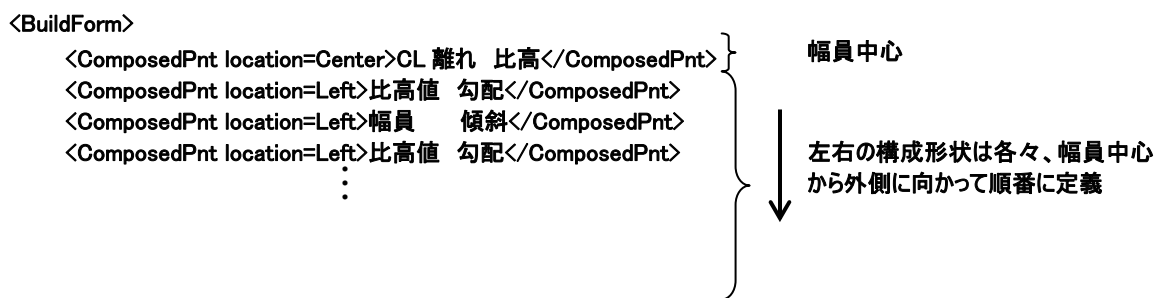 <BuildForm>
<ComposedPnt location=Center>CL 離れ 比高</ComposedPnt>
幅員中心
<ComposedPnt location=Left>比高値 勾配</ComposedPnt>
<ComposedPnt location=Left>幅員 傾斜</ComposedPnt>
<ComposedPnt location=Left>比高値 勾配</ComposedPnt>
左右の構成形状は各々、幅員中心
から外側に向かって順番に定義